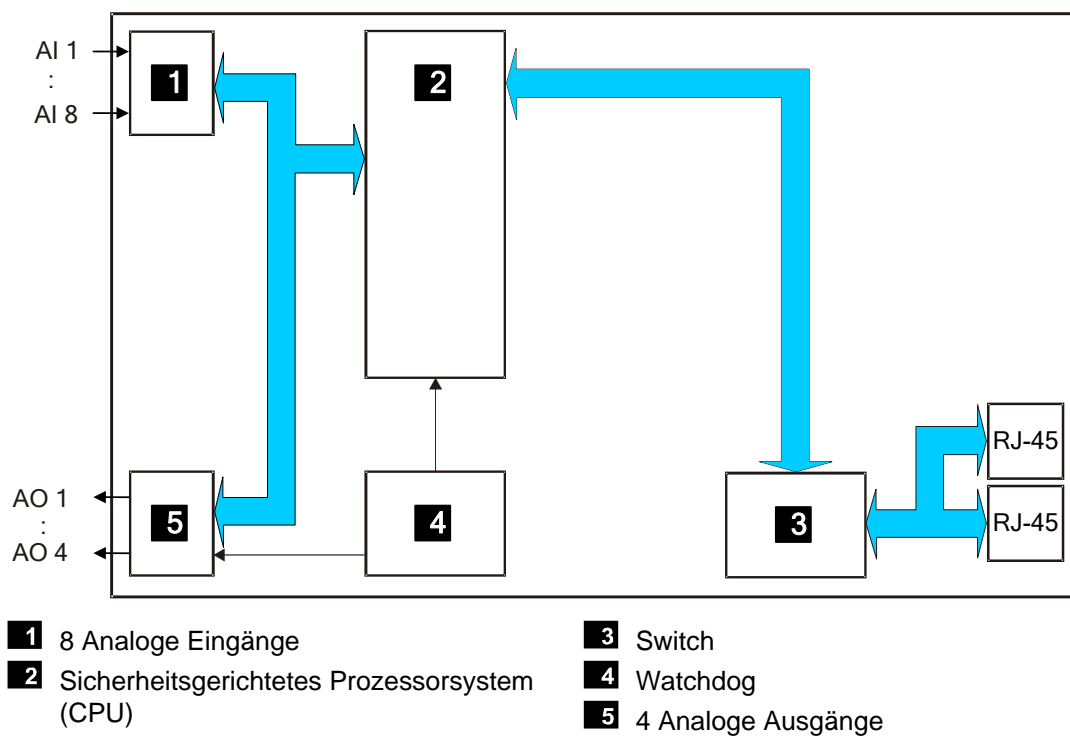 AI 1
:
AI 8
1
2
RJ-45
RJ-45
AO 1
:
AO 4
5
4
3
1 8 Analoge Eingänge
2 Sicherheitsgerichtetes Prozessorsystem
(CPU)
3 Switch
4 Watchdog
5 4 Analoge Ausgänge